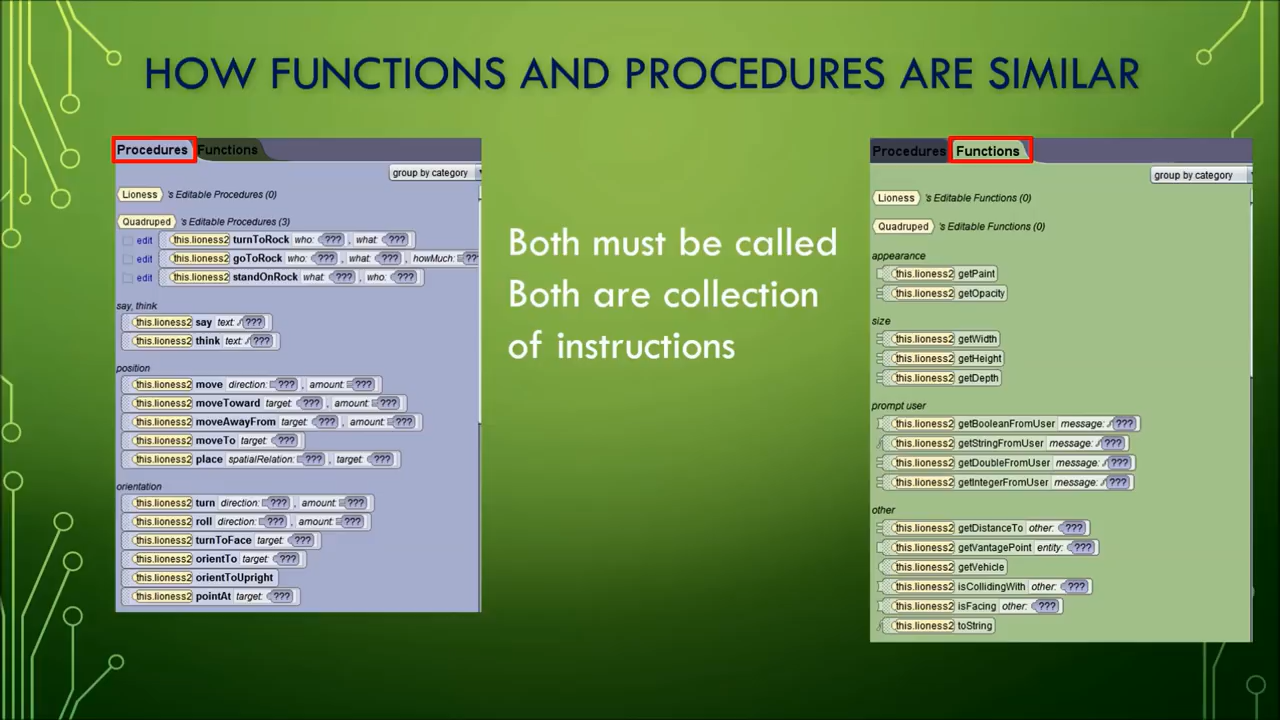 HOW FUNCTIONS AND PROCEDURES ARE SIMILAR
Procedures Functions
group by category
Lioness 's Editable Procedures (0)
Quadruped 's Editable Procedures (3)
edit this.lioness2 turnToRock who: ??? , what: ???
edit this.lioness2 goToRock who: ??? , what: ??? , howMuch: ??
edit this.lioness2 standOnRock what: ??? , who: ???
say, think
this.lioness2 say text: ???
this.lioness2 think text: ???
position
this.lioness2 move direction: ??? , amount: ???
this.lioness2 moveToward target: ??? , amount: ???
this.lioness2 moveAwayFrom target: ??? , amount: ???
this.lioness2 moveTo target: ???
this.lioness2 place spatialRelation: ??? , target: ???
orientation
this.lioness2 turn direction: ??? , amount: ???
this.lioness2 roll direction: ??? , amount: ???
this.lioness2 turnToFace target: ???
this.lioness2 orientTo target: ???
this.lioness2 orientToUpright
this.lioness2 pointAt target: ???
Both must be called
Both are collection
of instructions
Procedures Functions
group by category
Lioness 's Editable Functions (0)
Quadruped 's Editable Functions (0)
appearance
this.lioness2 getPaint
this.lioness2 getOpacity
size
this.lioness2 getWidth
this.lioness2 getHeight
this.lioness2 getDepth
prompt user
this.lioness2 getBooleanFromUser message: ???
this.lioness2 getStringFromUser message: ???
this.lioness2 getDoubleFromUser message: ???
this.lioness2 getIntegerFromUser message: ???
other
this.lioness2 getDistanceTo other: ???
this.lioness2 getVantagePoint entity: ???
this.lioness2 getVehicle
this.lioness2 isCollidingWith other: ???
this.lioness2 isFacing other: ???
this.lioness2 toString